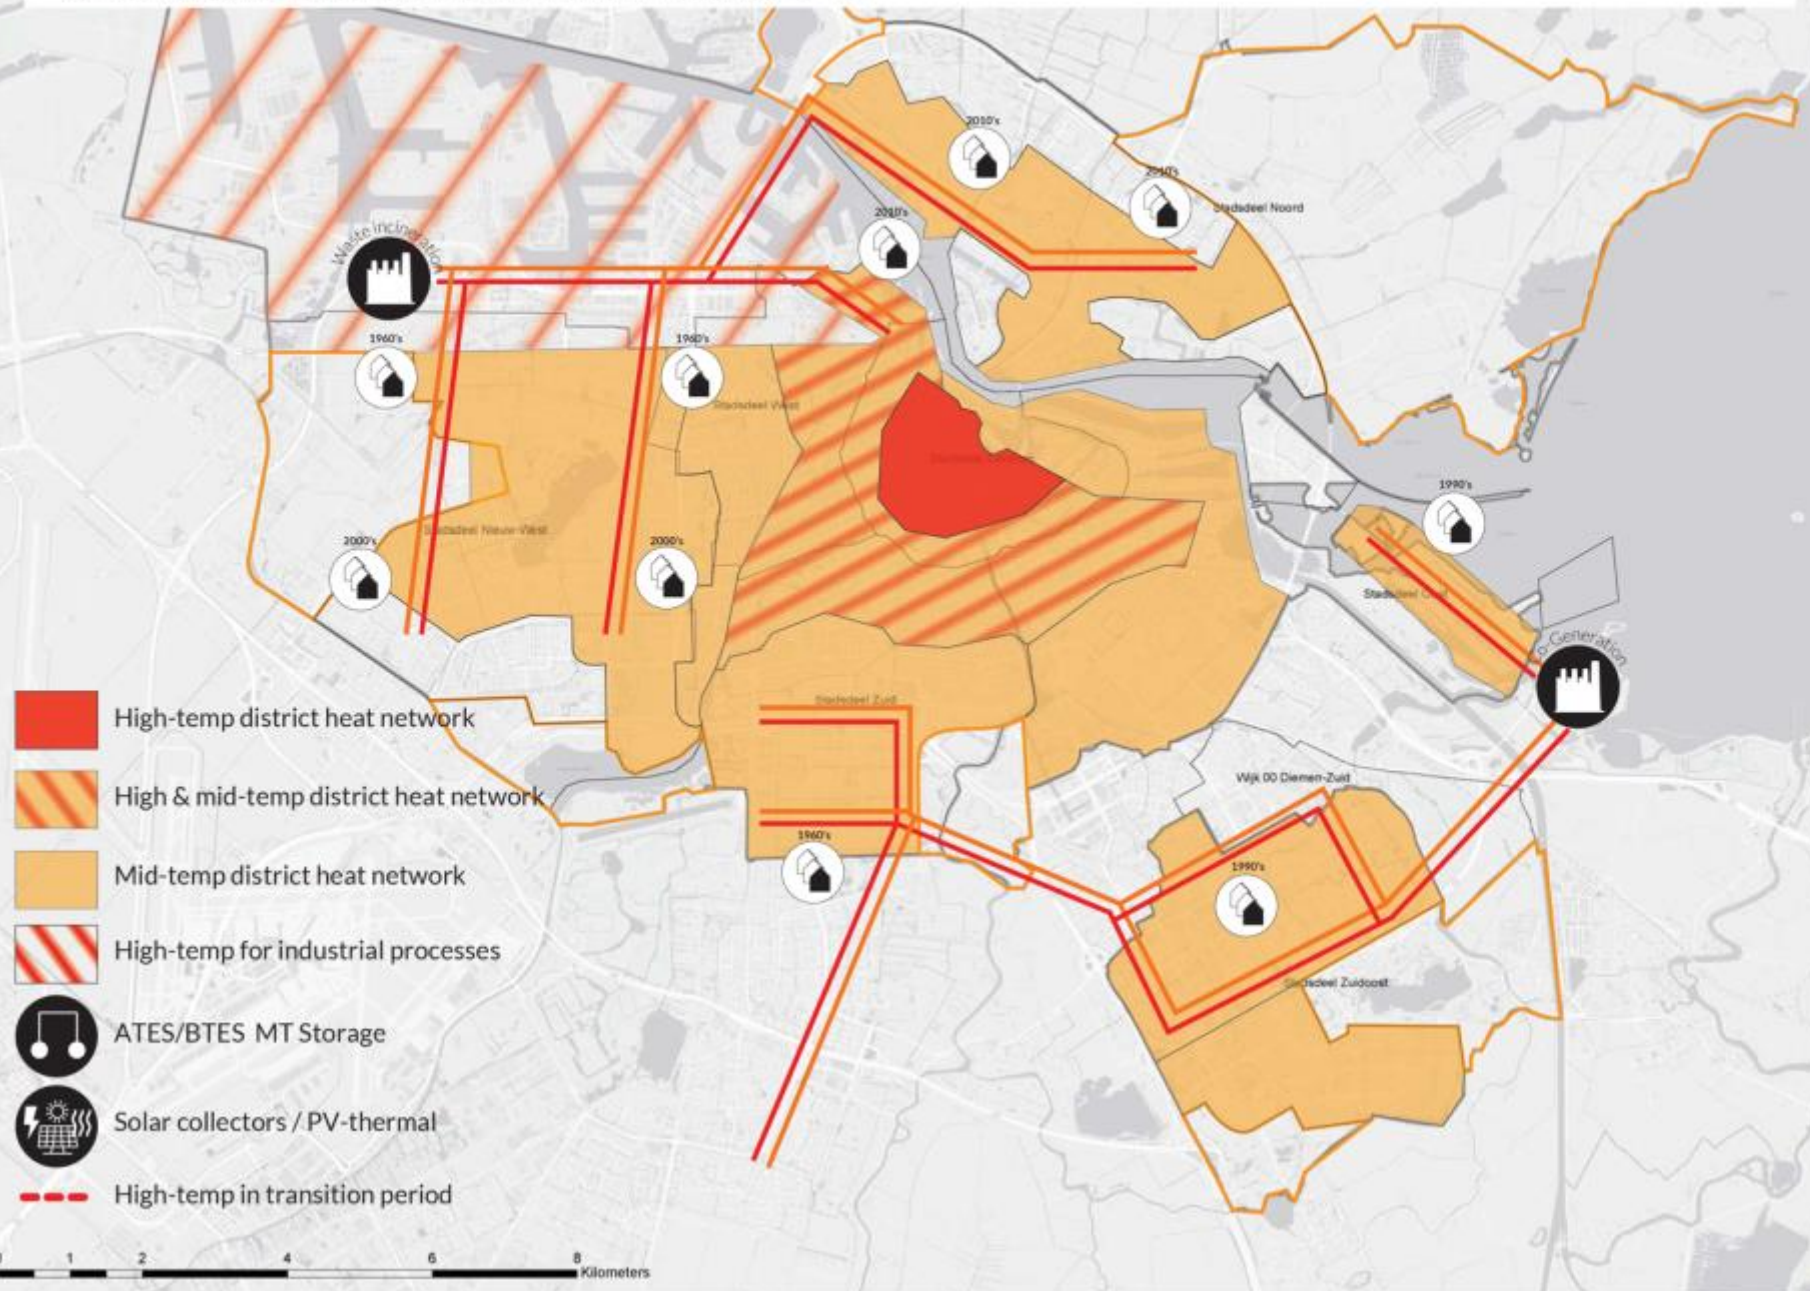 2010's
2010's
Stadsdeel Noord
2010's
Waste incineration
1960's
1960's
Stadsdeel West
1990's
Stadsdeel Nieuw-West
2000's
2000's
Stadsdeel
Co-Generation
Stadsdeel Zuid
High-temp district heat network
Wijk 00 Diemen-Zuid
High & mid-temp district heat network
1960's
1990's
Mid-temp district heat network
High-temp for industrial processes
Stadsdeel Zuidoost
ATES/BTES MT Storage
Solar collectors / PV-thermal
High-temp in transition period
1 2 4 6 8
Kilometers